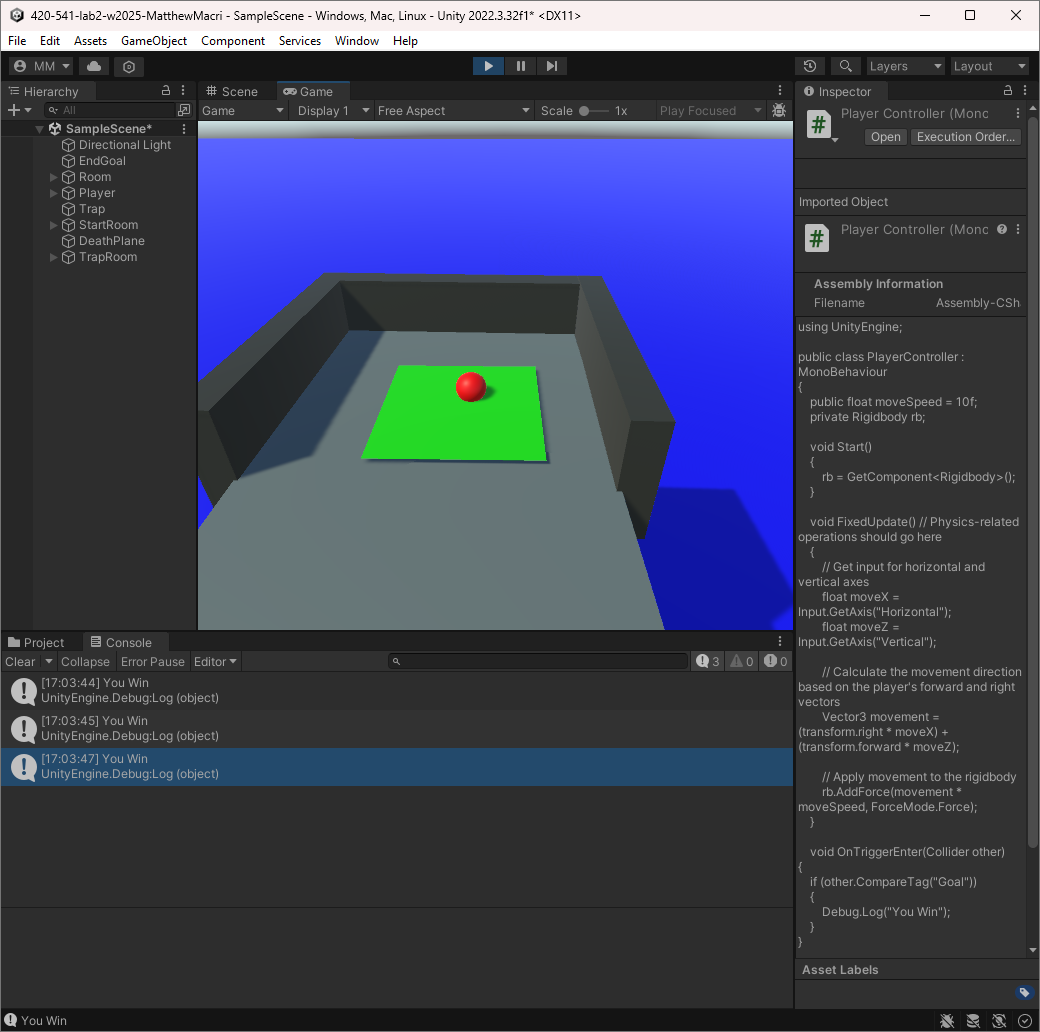 420-541-lab2-w2025-MatthewMacri - SampleScene - Windows, Mac, Linux - Unity 2022.3.32f1* <DX11>
File Edit Assets GameObject Component Services Window Help
MM Layers Layout
Hierarchy
All
SampleScene*
Directional Light
EndGoal
Room
Player
Trap
StartRoom
DeathPlane
TrapRoom
Scene Game
Game Display 1 Free Aspect Scale 1x Play Focused
Project Console
Clear Collapse Error Pause Editor 3 0 0
[17:03:44] You Win
UnityEngine.Debug:Log (object)
[17:03:45] You Win
UnityEngine.Debug:Log (object)
[17:03:47] You Win
UnityEngine.Debug:Log (object)
Inspector
# Player Controller (Mono
Open Execution Order...
Imported Object
# Player Controller (Mono
Assembly Information
Filename Assembly-CSha
using UnityEngine;
public class PlayerController :
MonoBehaviour
{
public float moveSpeed = 10f;
private Rigidbody rb;
void Start()
{
rb = GetComponent<Rigidbody>();
}
void FixedUpdate() // Physics-related
operations should go here
{
// Get input for horizontal and
vertical axes
float moveX =
Input.GetAxis("Horizontal");
float moveZ =
Input.GetAxis("Vertical");
// Calculate the movement direction
based on the player's forward and right
vectors
Vector3 movement =
(transform.right * moveX) +
(transform.forward * moveZ);
// Apply movement to the rigidbody
rb.AddForce(movement *
moveSpeed, ForceMode.Force);
}
void OnTriggerEnter(Collider other)
{
if (other.CompareTag("Goal"))
{
Debug.Log("You Win");
}
}
Asset Labels
You Win